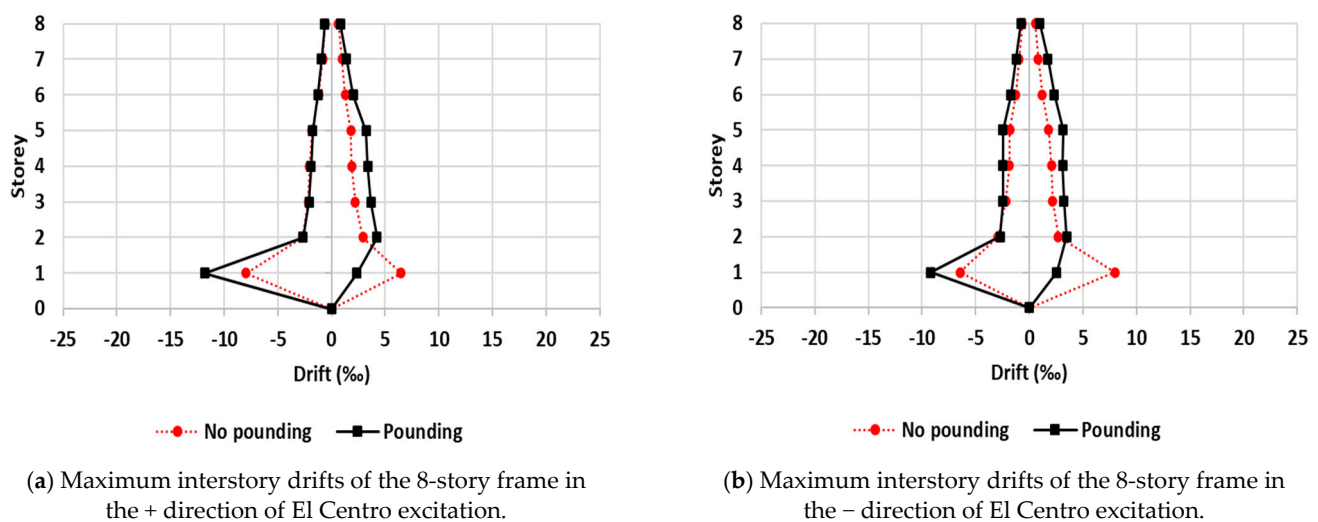 8
7
6
5
4
3
2
1
0
Storey
-25 -20 -15 -10 -5 0 5 10 15 20 25
Drift (‰)
No pounding Pounding
(a) Maximum interstory drifts of the 8-story frame in
the + direction of El Centro excitation.
8
7
6
5
4
3
2
1
0
Storey
-25 -20 -15 -10 -5 0 5 10 15 20 25
Drift (‰)
No pounding Pounding
(b) Maximum interstory drifts of the 8-story frame in
the − direction of El Centro excitation.